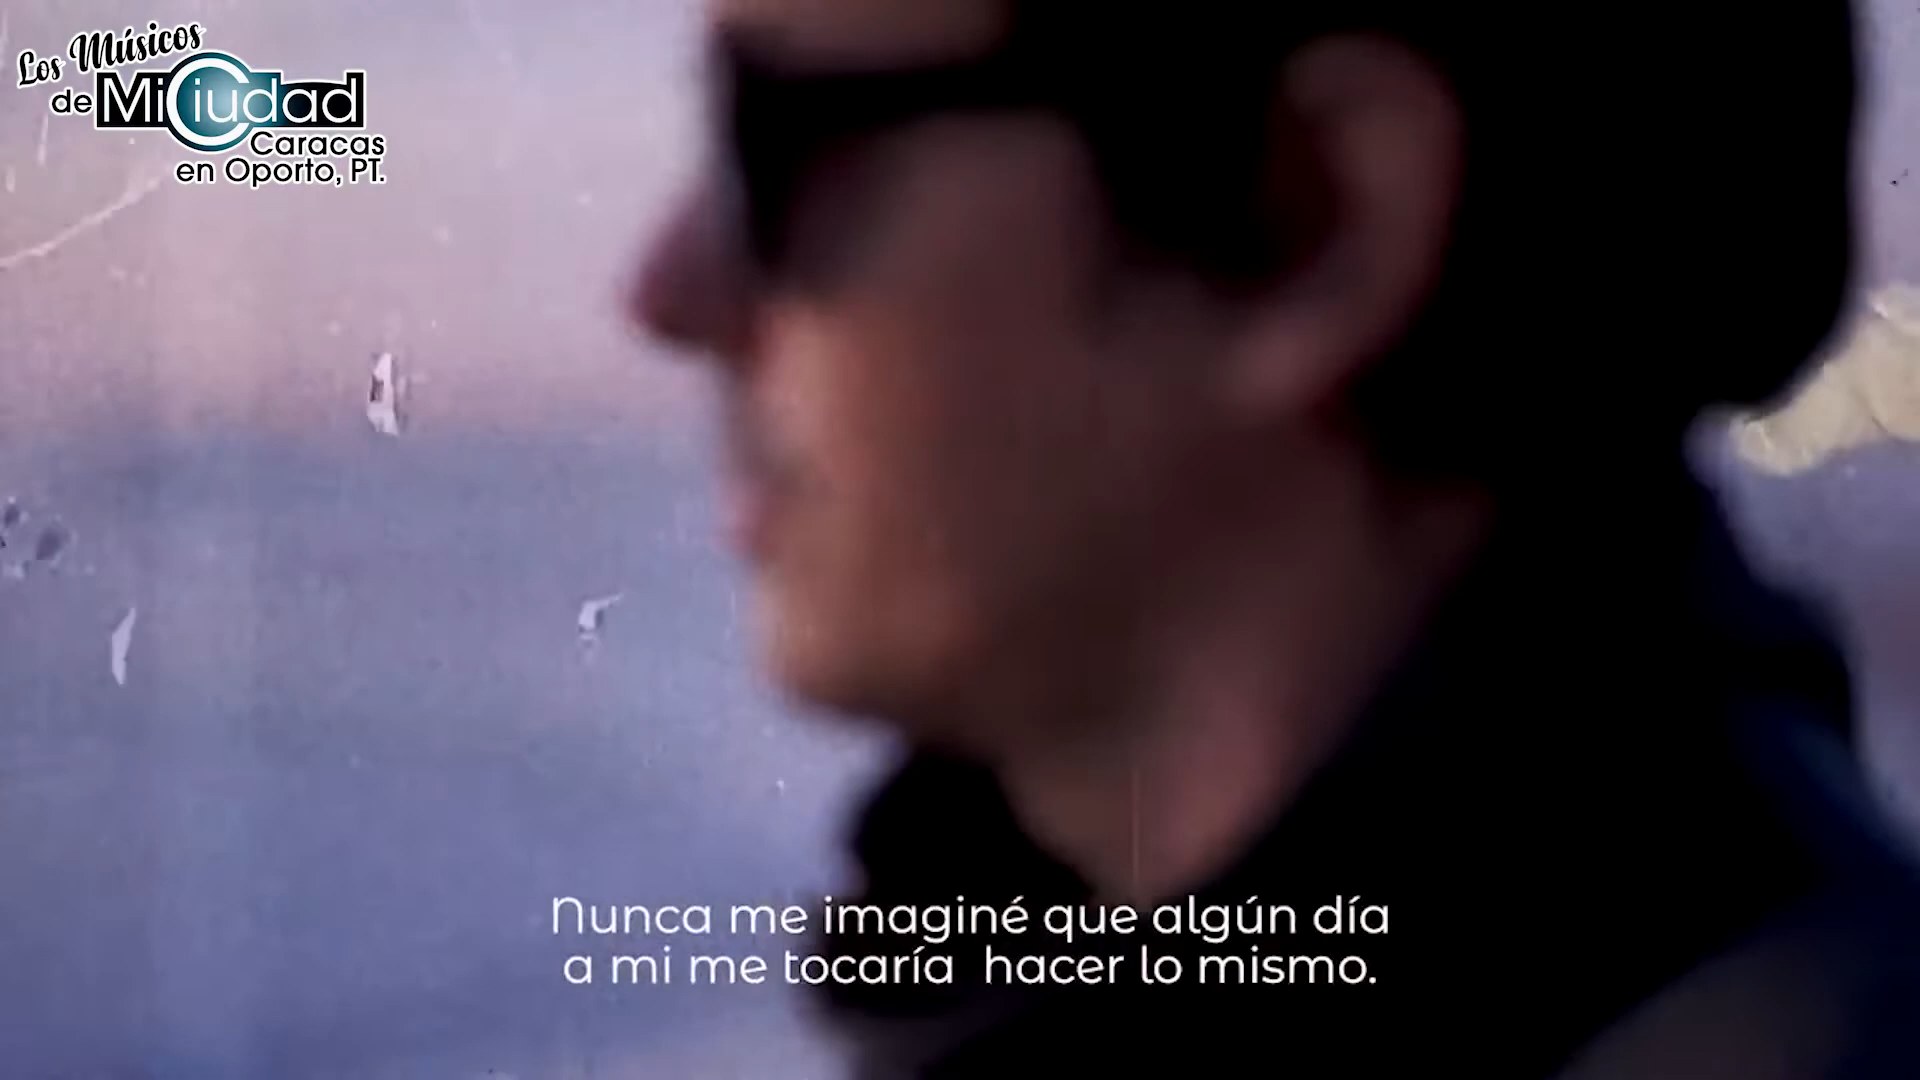 Los Músicos
de MiCiudad
Caracas
en Oporto, PT.
Nunca me imaginé que algún día
a mi me tocaría hacer lo mismo.